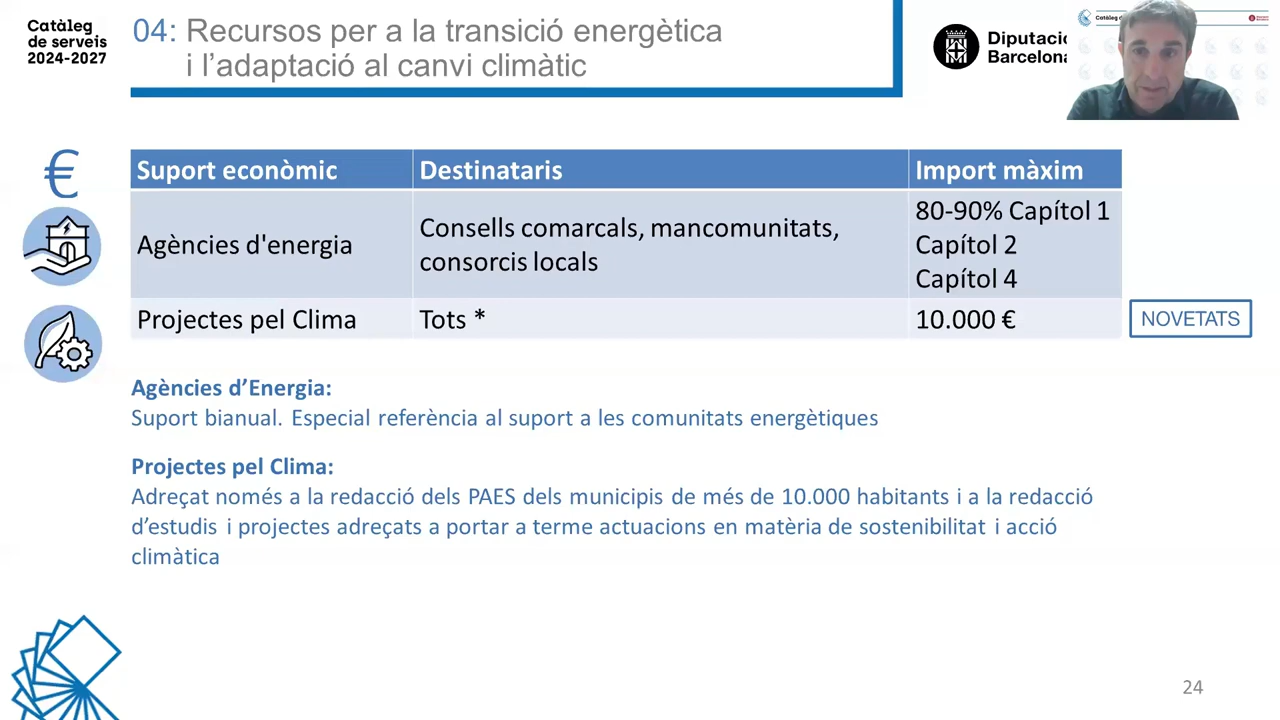 Catàleg
de serveis
2024-2027
04: Recursos per a la transició energètica
i l’adaptació al canvi climàtic
Diputació
Barcelona
€
Suport econòmic Destinataris Import màxim
Agències d'energia
Consells comarcals, mancomunitats,
consorcis locals
80-90% Capítol 1
Capítol 2
Capítol 4
Projectes pel Clima Tots * 10.000 €
NOVETATS
Agències d’Energia:
Suport bianual. Especial referència al suport a les comunitats energètiques
Projectes pel Clima:
Adreçat només a la redacció dels PAES dels municipis de més de 10.000 habitants i a la redacció
d’estudis i projectes adreçats a portar a terme actuacions en matèria de sostenibilitat i acció
climàtica
24